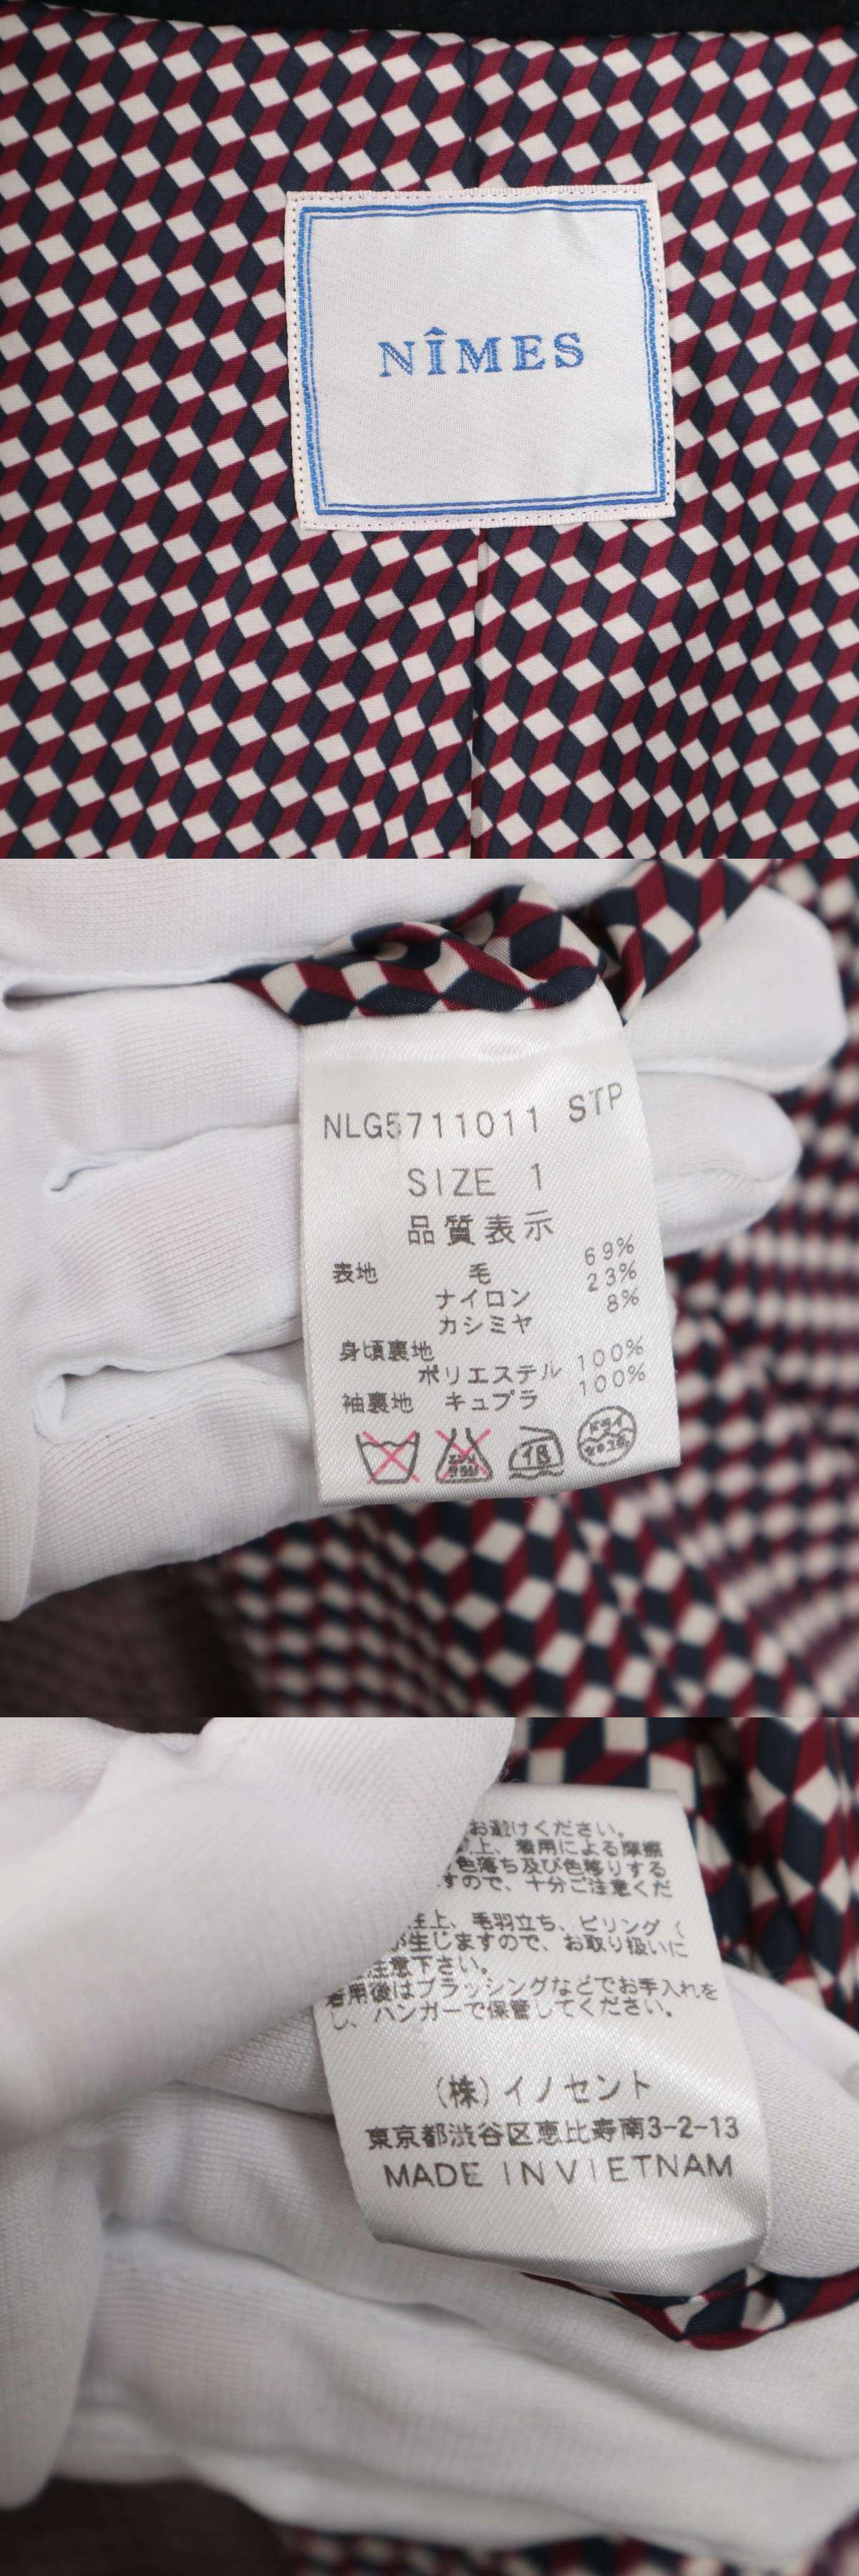 NÎMES
NLG5711011 STP
SIZE 1
品質表示
表地 毛 69%
ナイロン 23%
カシミヤ 8%
身頃裏地
ポリエステル 100%
袖裏地 キュプラ 100%
お避けください。
上、着用による摩擦
色落ち及び色移りする
すので、十分ご注意くだ
上、毛羽立ち、ピリング (
生じますので、お取り扱いに
注意下さい。
着用後はブラッシングなどでお手入れを
し、ハンガーで保管してください。
(株)イノセント
東京都渋谷区恵比寿南3-2-13
MADE IN VIETNAM